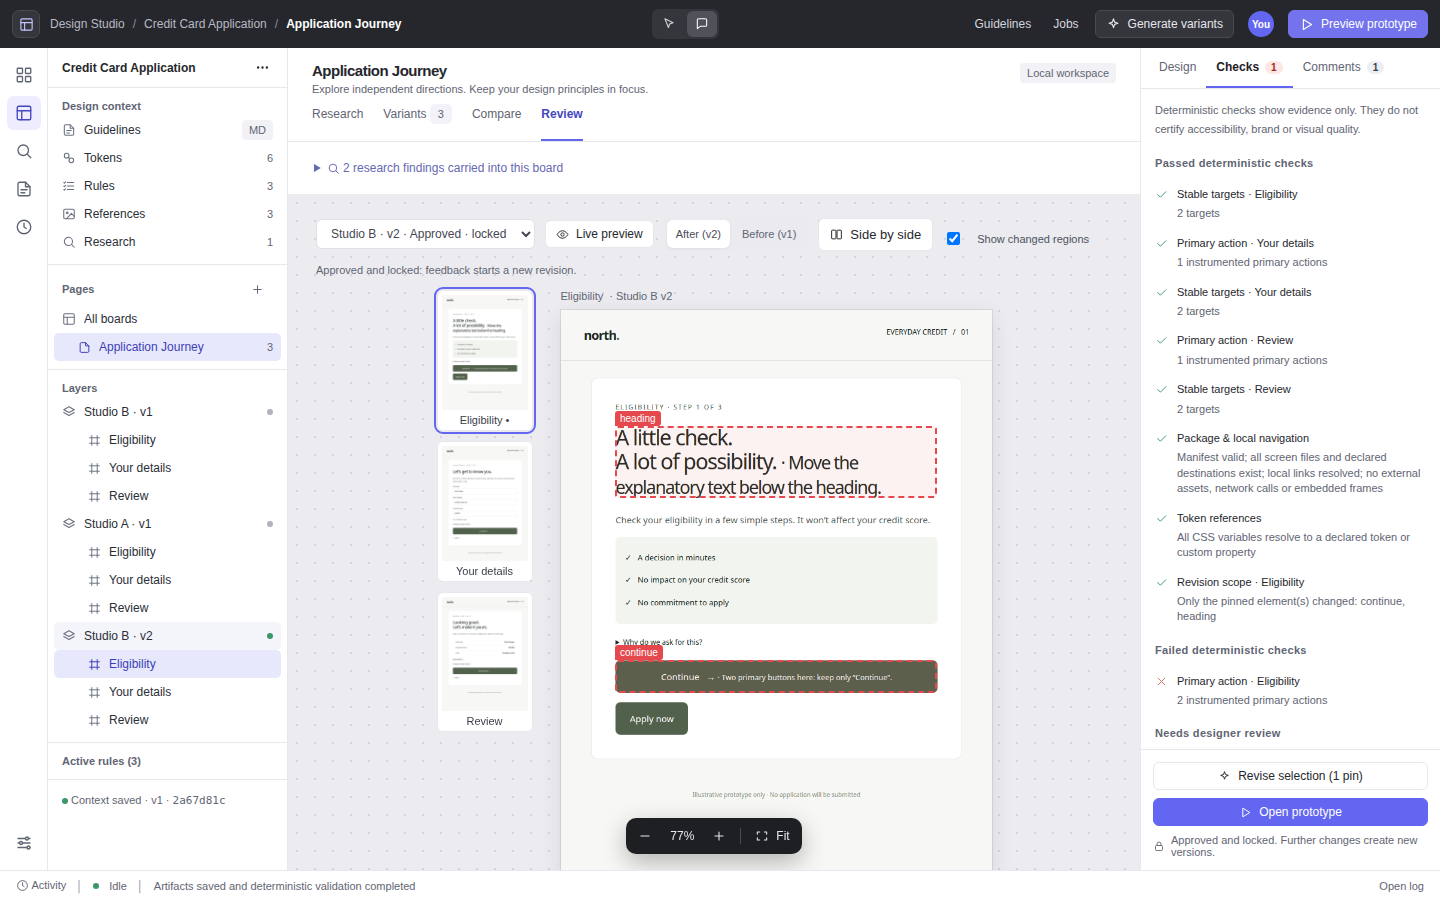 Design Studio / Credit Card Application / Application Journey
Guidelines
Jobs
Generate variants
You
Preview prototype
Credit Card Application
Design context
Guidelines MD
Tokens 6
Rules 3
References 3
Research 1
Pages
All boards
Application Journey 3
Layers
Studio B · v1
Eligibility
Your details
Review
Studio A · v1
Eligibility
Your details
Review
Studio B · v2
Eligibility
Your details
Review
Active rules (3)
Context saved · v1 · 2a67d81c
Application Journey
Explore independent directions. Keep your design principles in focus.
Local workspace
Research Variants 3 Compare Review
2 research findings carried into this board
Studio B · v2 · Approved · locked
Live preview
After (v2) Before (v1)
Side by side
Show changed regions
Approved and locked: feedback starts a new revision.
Eligibility •
Your details
Review
Eligibility · Studio B v2
north.
EVERYDAY CREDIT / 01
ELIGIBILITY · STEP 1 OF 3
heading
A little check.
A lot of possibility. · Move the
explanatory text below the heading.
Check your eligibility in a few simple steps. It won't affect your credit score.
✓ A decision in minutes
✓ No impact on your credit score
✓ No commitment to apply
Why do we ask for this?
continue
Continue → · Two primary buttons here: keep only "Continue".
Apply now
Illustrative prototype only · No application will be submitted
77%
Fit
Design Checks 1 Comments 1
Deterministic checks show evidence only. They do not
certify accessibility, brand or visual quality.
Passed deterministic checks
Stable targets · Eligibility
2 targets
Primary action · Your details
1 instrumented primary actions
Stable targets · Your details
2 targets
Primary action · Review
1 instrumented primary actions
Stable targets · Review
2 targets
Package & local navigation
Manifest valid; all screen files and declared
destinations exist; local links resolved; no external
assets, network calls or embedded frames
Token references
All CSS variables resolve to a declared token or
custom property
Revision scope · Eligibility
Only the pinned element(s) changed: continue,
heading
Failed deterministic checks
Primary action · Eligibility
2 instrumented primary actions
Needs designer review
Revise selection (1 pin)
Open prototype
Approved and locked. Further changes create new
versions.
Activity
Idle
Artifacts saved and deterministic validation completed
Open log